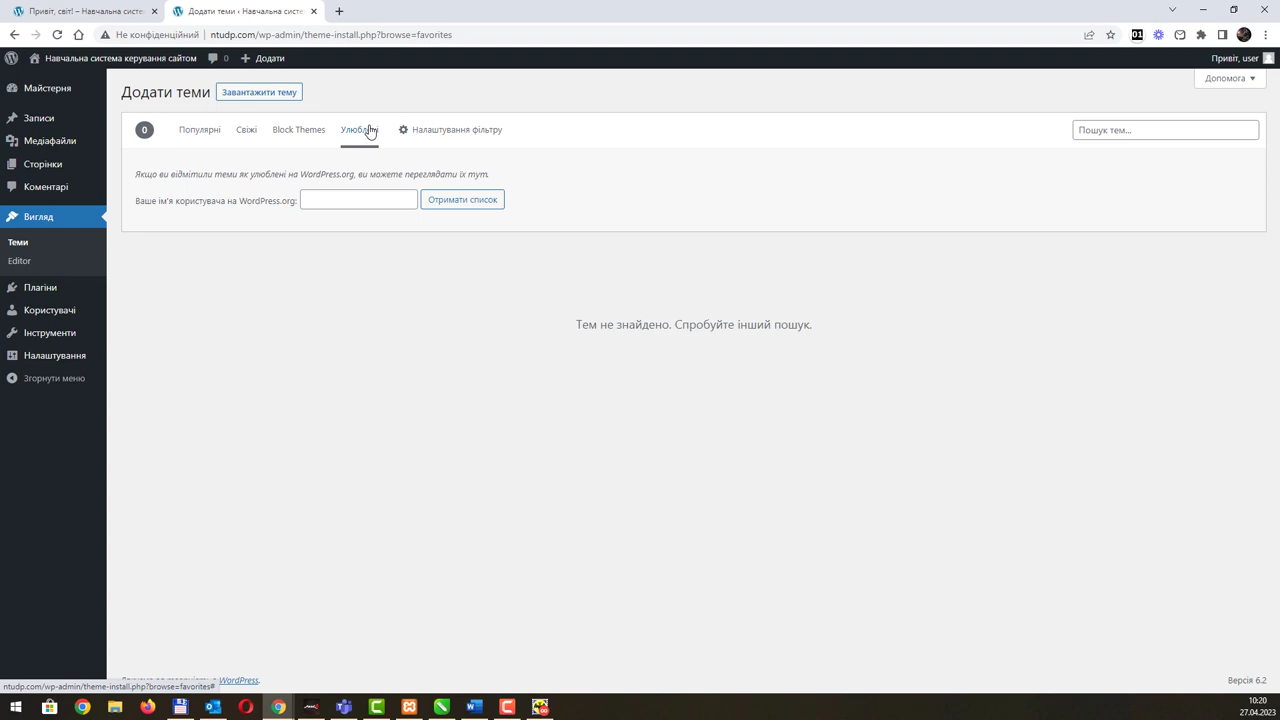 Привіт, світ! – Навчальна систе
Додати теми ‹ Навчальна систе
Не конфіденційний
ntudp.com/wp-admin/theme-install.php?browse=favorites
Навчальна система керування сайтом
0
Додати
Привіт, user
Майстерня
Записи
Медіафайли
Сторінки
Коментарі
Вигляд
Теми
Editor
Плагіни
Користувачі
Інструменти
Налаштування
Згорнути меню
Допомога
Додати теми
Завантажити тему
0
Популярні
Свіжі
Block Themes
Улюблені
Налаштування фільтру
Пошук тем...
Якщо ви відмітили теми як улюблені на WordPress.org, ви можете переглядати їх тут.
Ваше ім'я користувача на WordPress.org:
Отримати список
Тем не знайдено. Спробуйте інший пошук.
WordPress.
Версія 6.2
ntudp.com/wp-admin/theme-install.php?browse=favorites#
10:20
27.04.2023